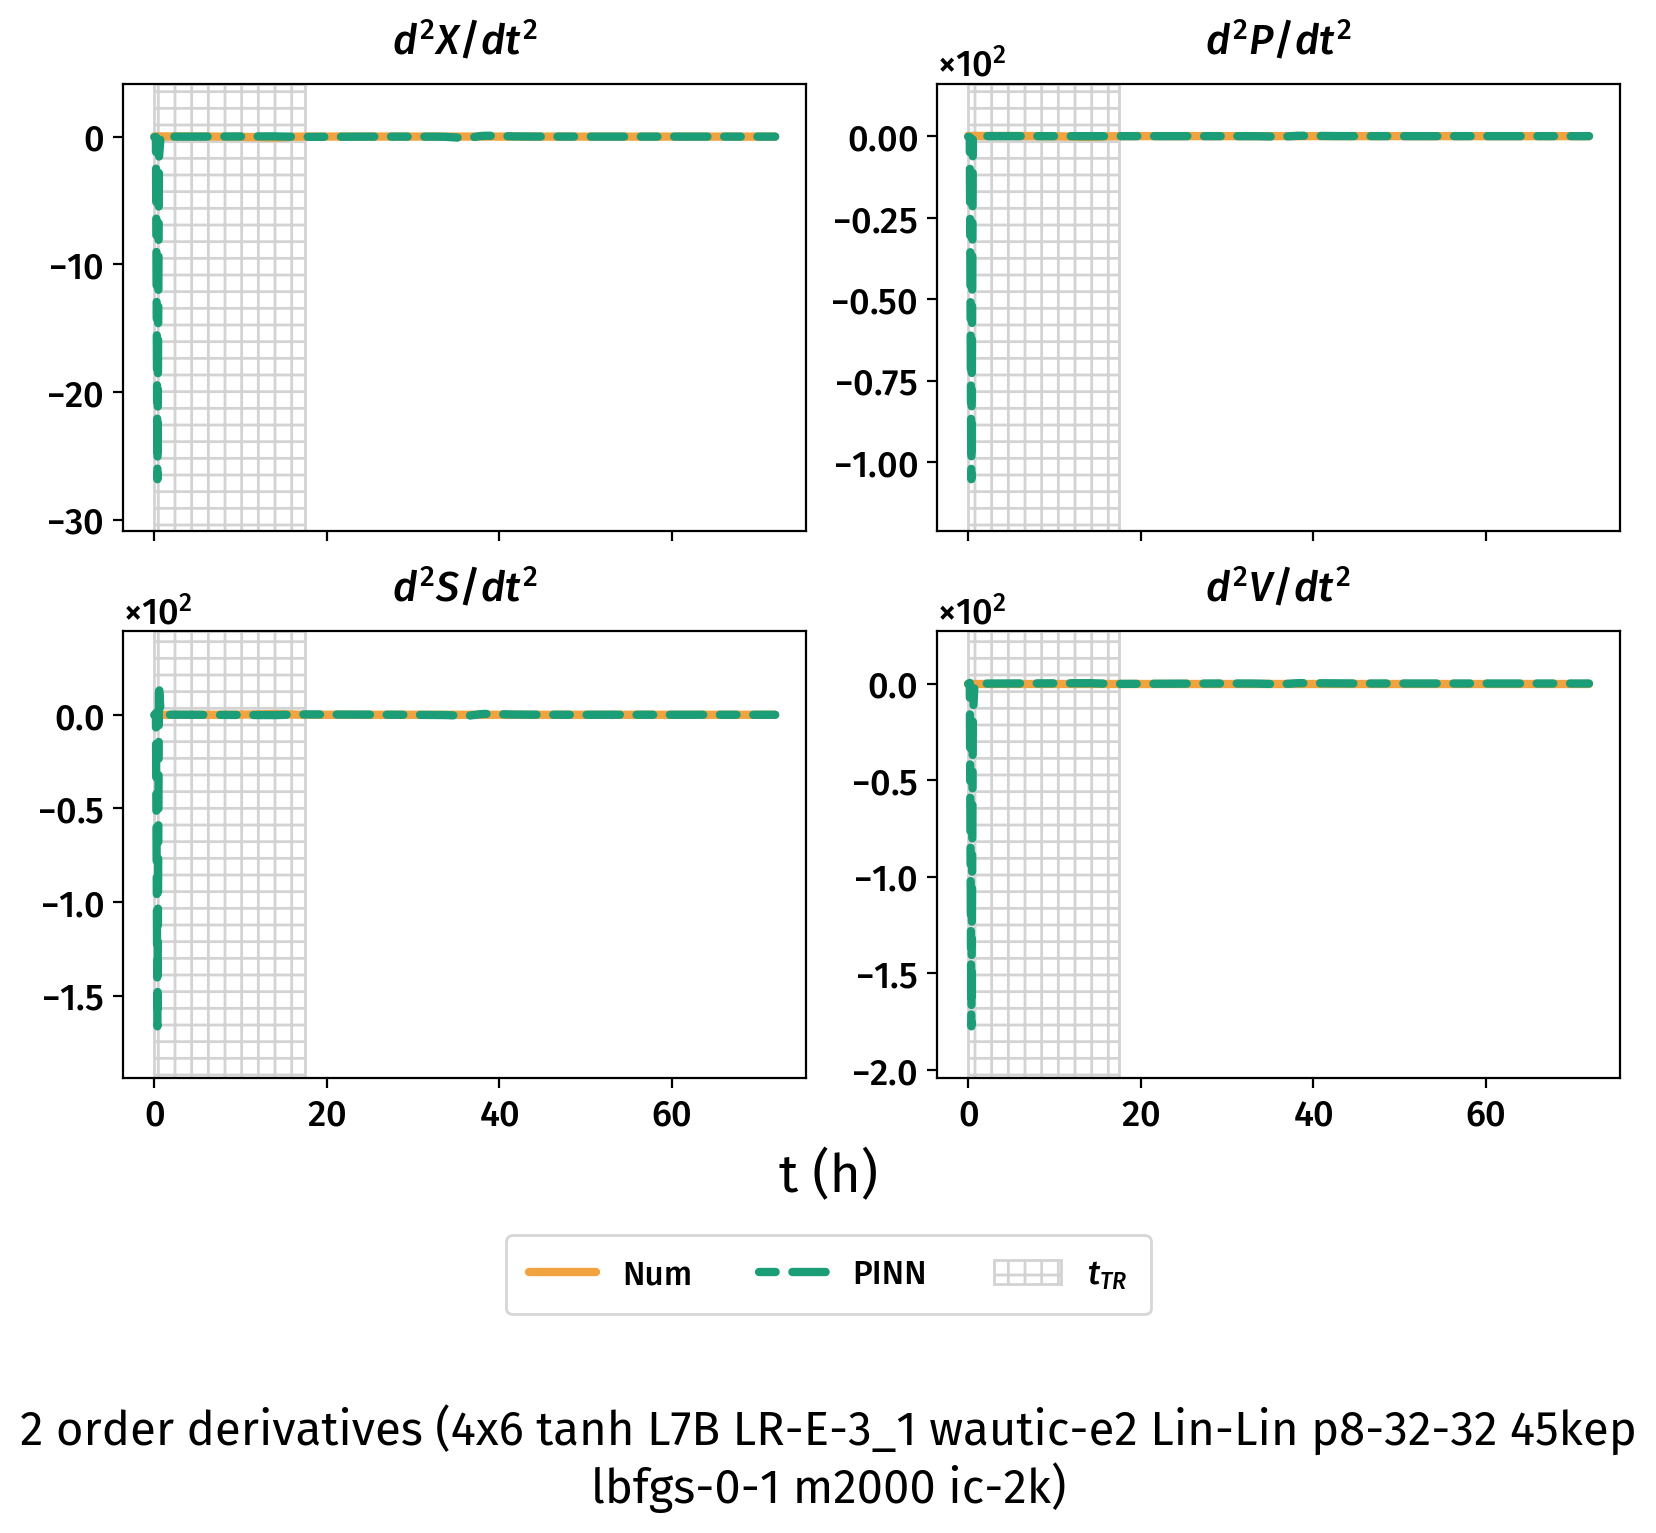 d²X/dt²
0
−10
−20
−30
d²P/dt²
×10²
0.00
−0.25
−0.50
−0.75
−1.00
d²S/dt²
×10²
0.0
−0.5
−1.0
−1.5
0 20 40 60
d²V/dt²
×10²
0.0
−0.5
−1.0
−1.5
−2.0
0 20 40 60
t (h)
Num PINN t_TR
2 order derivatives (4x6 tanh L7B LR-E-3_1 wautic-e2 Lin-Lin p8-32-32 45kep
lbfgs-0-1 m2000 ic-2k)